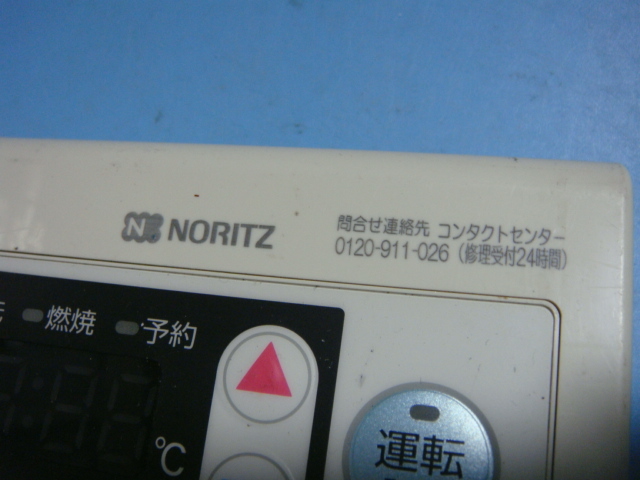 NORITZ
問合せ連絡先 コンタクトセンター
0120-911-026（修理受付24時間）
燃焼 予約
℃
運転